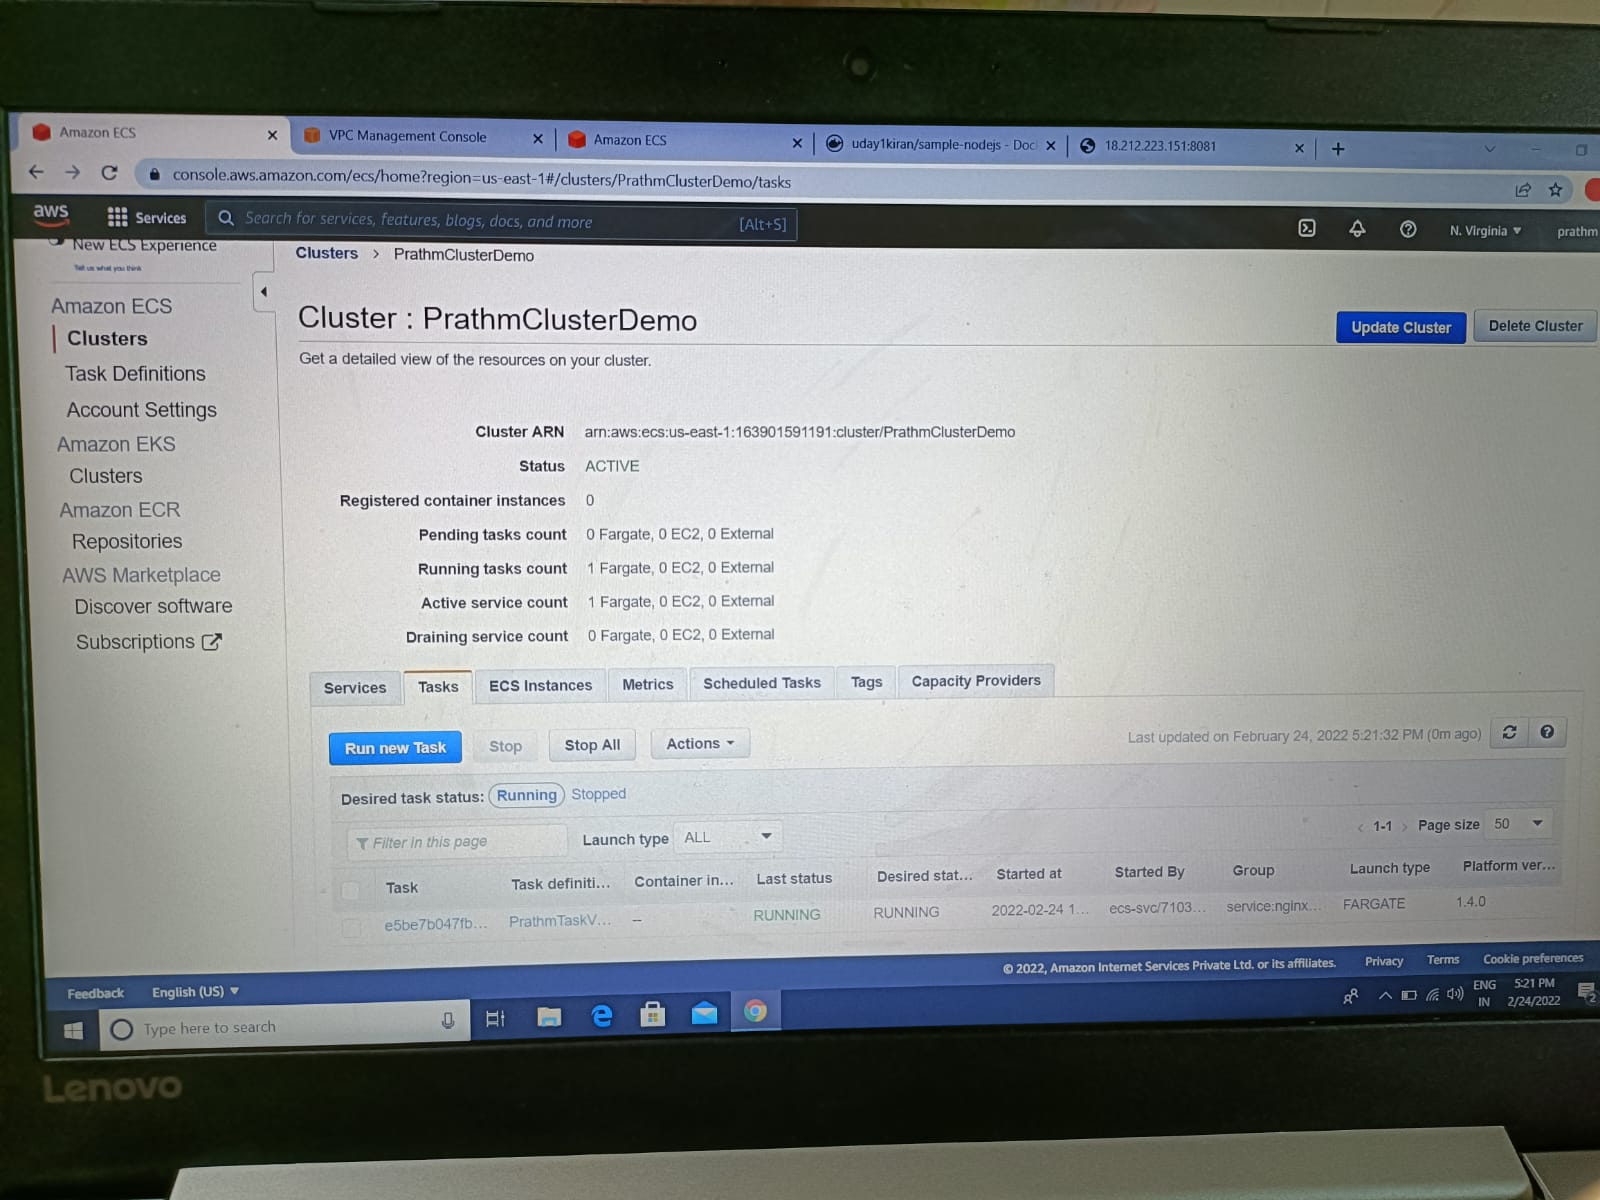 Amazon ECS
VPC Management Console
Amazon ECS
uday1kiran/sample-nodejs - Doc
18.212.223.151:8081
console.aws.amazon.com/ecs/home?region=us-east-1#/clusters/PrathmClusterDemo/tasks
aws
Services
Search for services, features, blogs, docs, and more
[Alt+S]
N. Virginia
prathm
New ECS Experience
Tell us what you think
Clusters > PrathmClusterDemo
Amazon ECS
Clusters
Task Definitions
Account Settings
Amazon EKS
Clusters
Amazon ECR
Repositories
AWS Marketplace
Discover software
Subscriptions
Cluster : PrathmClusterDemo
Update Cluster
Delete Cluster
Get a detailed view of the resources on your cluster.
Cluster ARN arn:aws:ecs:us-east-1:163901591191:cluster/PrathmClusterDemo
Status ACTIVE
Registered container instances 0
Pending tasks count 0 Fargate, 0 EC2, 0 External
Running tasks count 1 Fargate, 0 EC2, 0 External
Active service count 1 Fargate, 0 EC2, 0 External
Draining service count 0 Fargate, 0 EC2, 0 External
Services Tasks ECS Instances Metrics Scheduled Tasks Tags Capacity Providers
Run new Task Stop Stop All Actions
Last updated on February 24, 2022 5:21:32 PM (0m ago)
Desired task status: Running Stopped
Filter in this page Launch type ALL
< 1-1 > Page size 50
Task Task definiti... Container in... Last status Desired stat... Started at Started By Group Launch type Platform ver...
e5be7b047fb... PrathmTaskV... -- RUNNING RUNNING 2022-02-24 1... ecs-svc/7103... service:nginx... FARGATE 1.4.0
Feedback English (US)
© 2022, Amazon Internet Services Private Ltd. or its affiliates. Privacy Terms Cookie preferences
Type here to search
ENG
IN
5:21 PM
2/24/2022
2
Lenovo